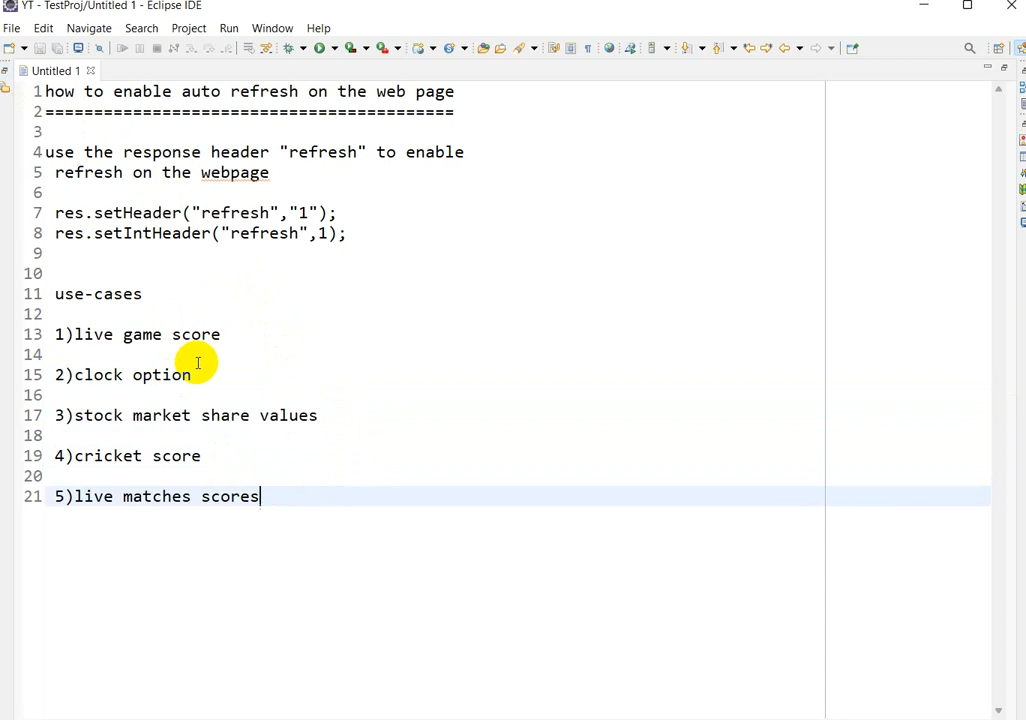 YT - TestProj/Untitled 1 - Eclipse IDE
File Edit Navigate Search Project Run Window Help
Untitled 1
1 how to enable auto refresh on the web page
2 ==========================================
3
4 use the response header "refresh" to enable
5 refresh on the webpage
6
7 res.setHeader("refresh","1");
8 res.setIntHeader("refresh",1);
9
10
11 use-cases
12
13 1)live game score
14
15 2)clock option
16
17 3)stock market share values
18
19 4)cricket score
20
21 5)live matches scores